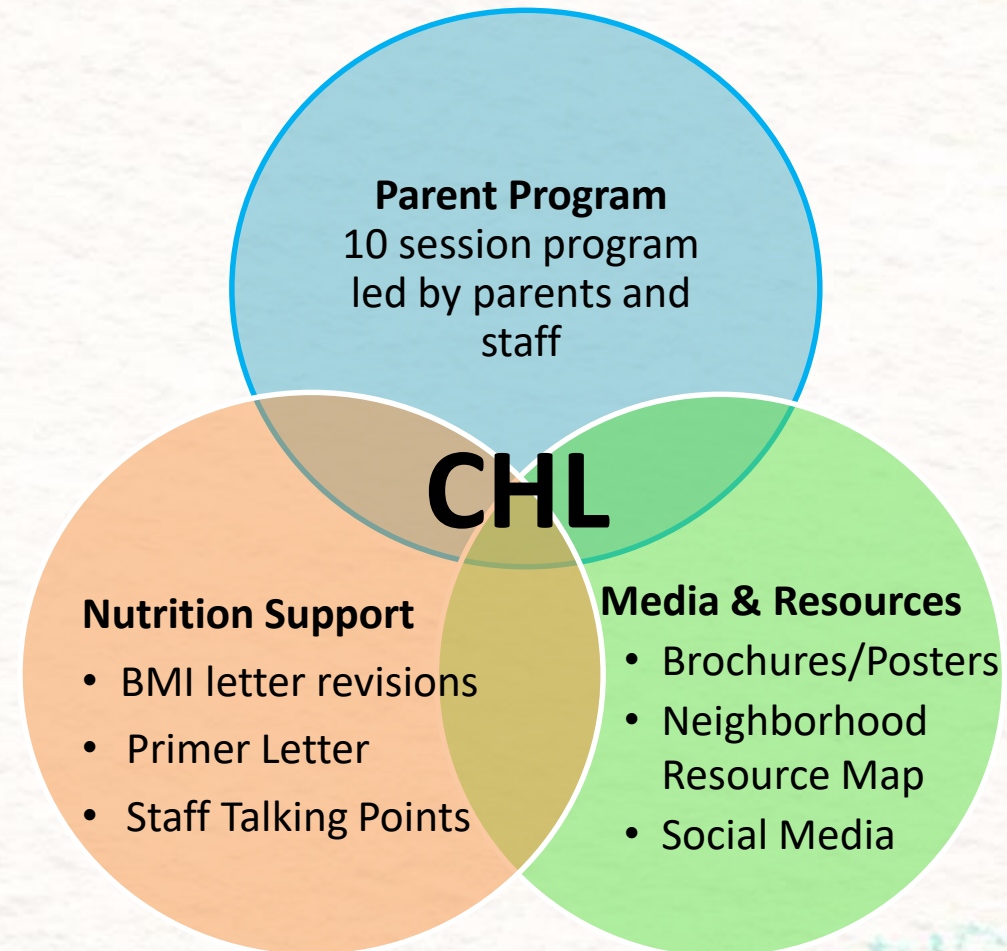 Parent Program
10 session program
led by parents and
staff
CHL
Nutrition Support
• BMI letter revisions
• Primer Letter
• Staff Talking Points
Media & Resources
• Brochures/Posters
• Neighborhood
Resource Map
• Social Media